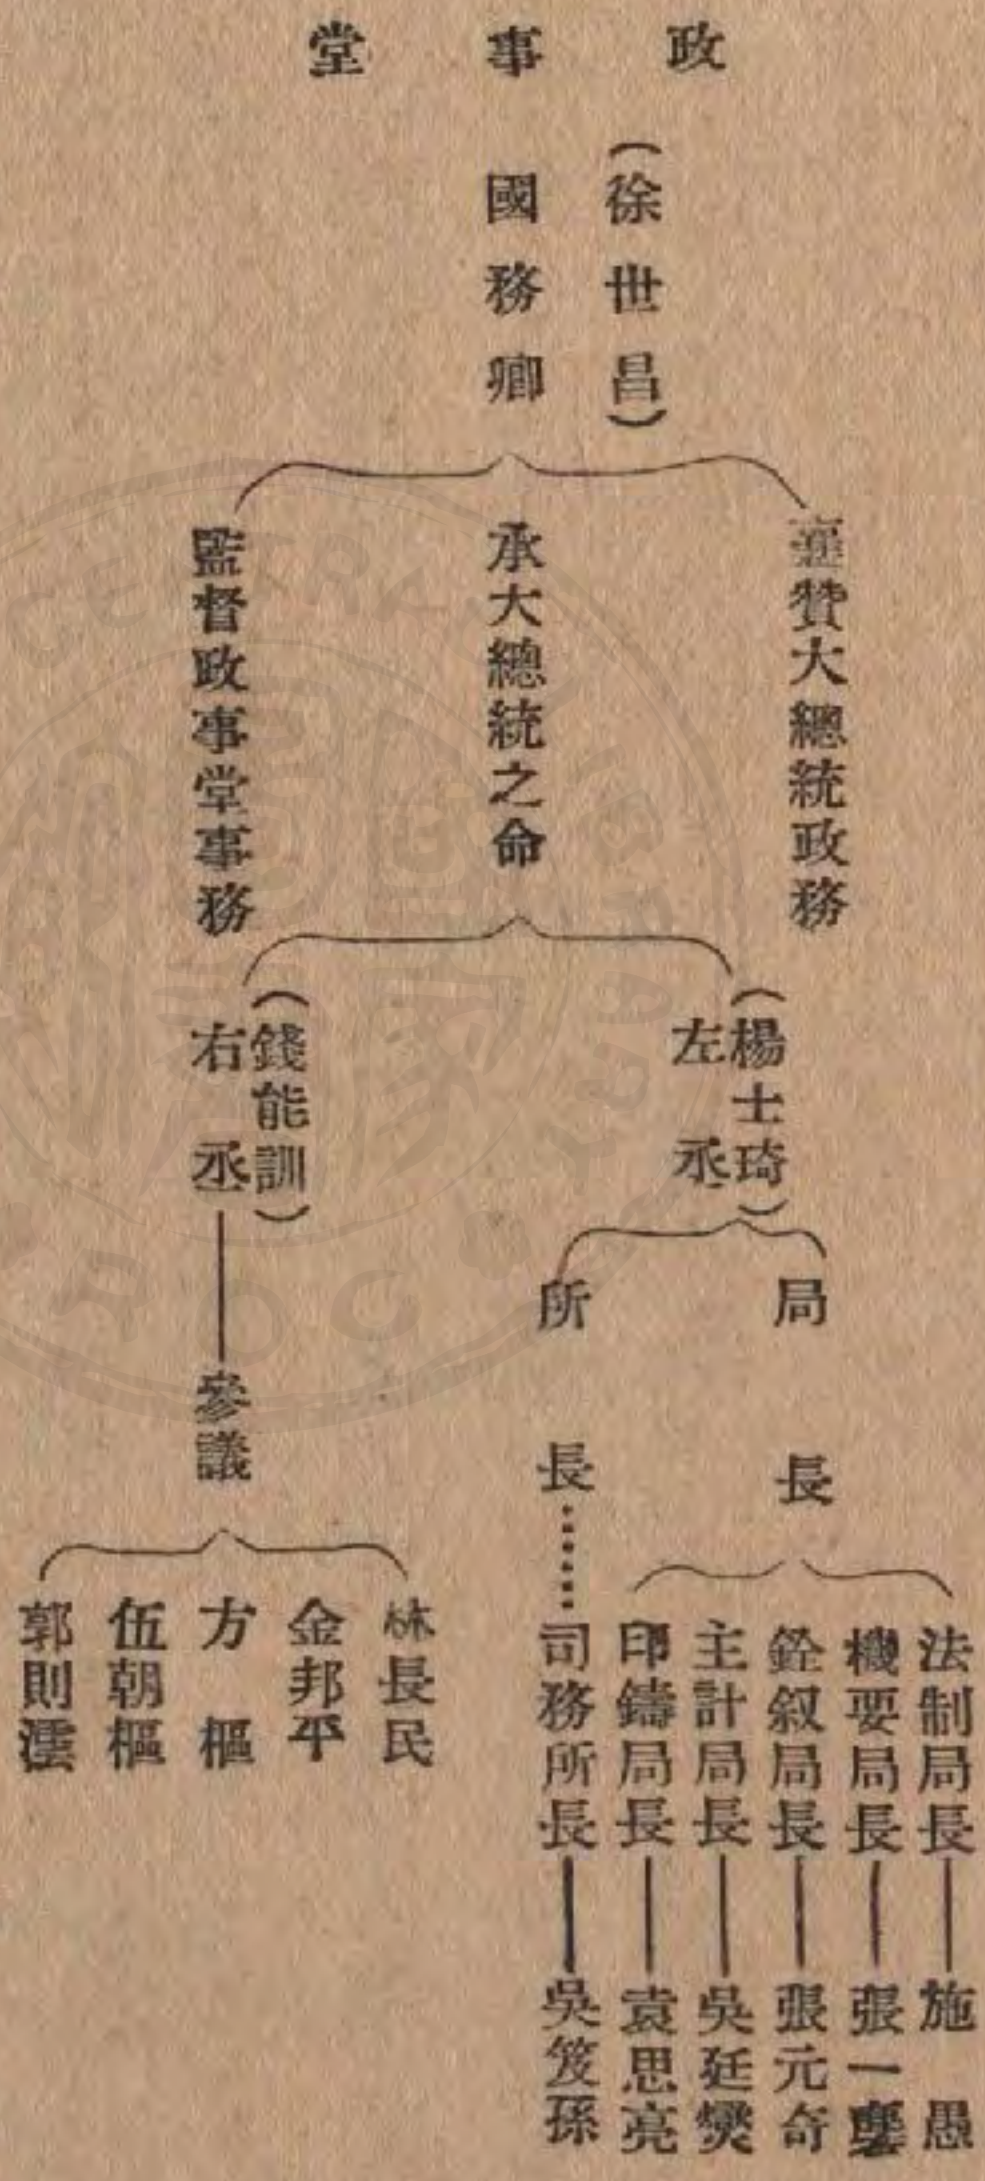 政事堂
(徐世昌)
國務卿
贊大總統政務
承大總統之命
監督政事堂事務
(楊士琦)
左丞
(錢能訓)
右丞
局長
法制局長——施愚
機要局長——張一麐
銓叙局長——張元奇
主計局長——吳廷燮
印鑄局長——袁思亮
所長……司務所長——吳笈孫
參議
林長民
金邦平
方樞
伍朝樞
郭則澐
CENTRAL LIBRARY
R O C